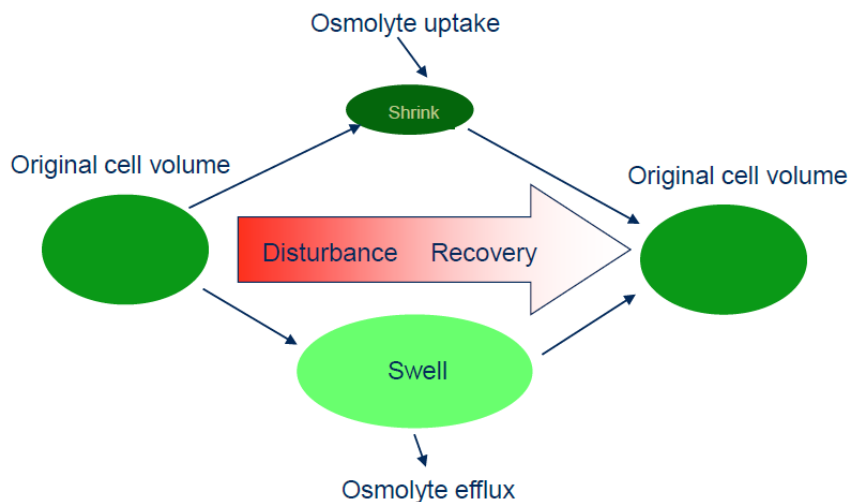 Osmolyte uptake
Shrink
Original cell volume
Original cell volume
Disturbance Recovery
Swell
Osmolyte efflux